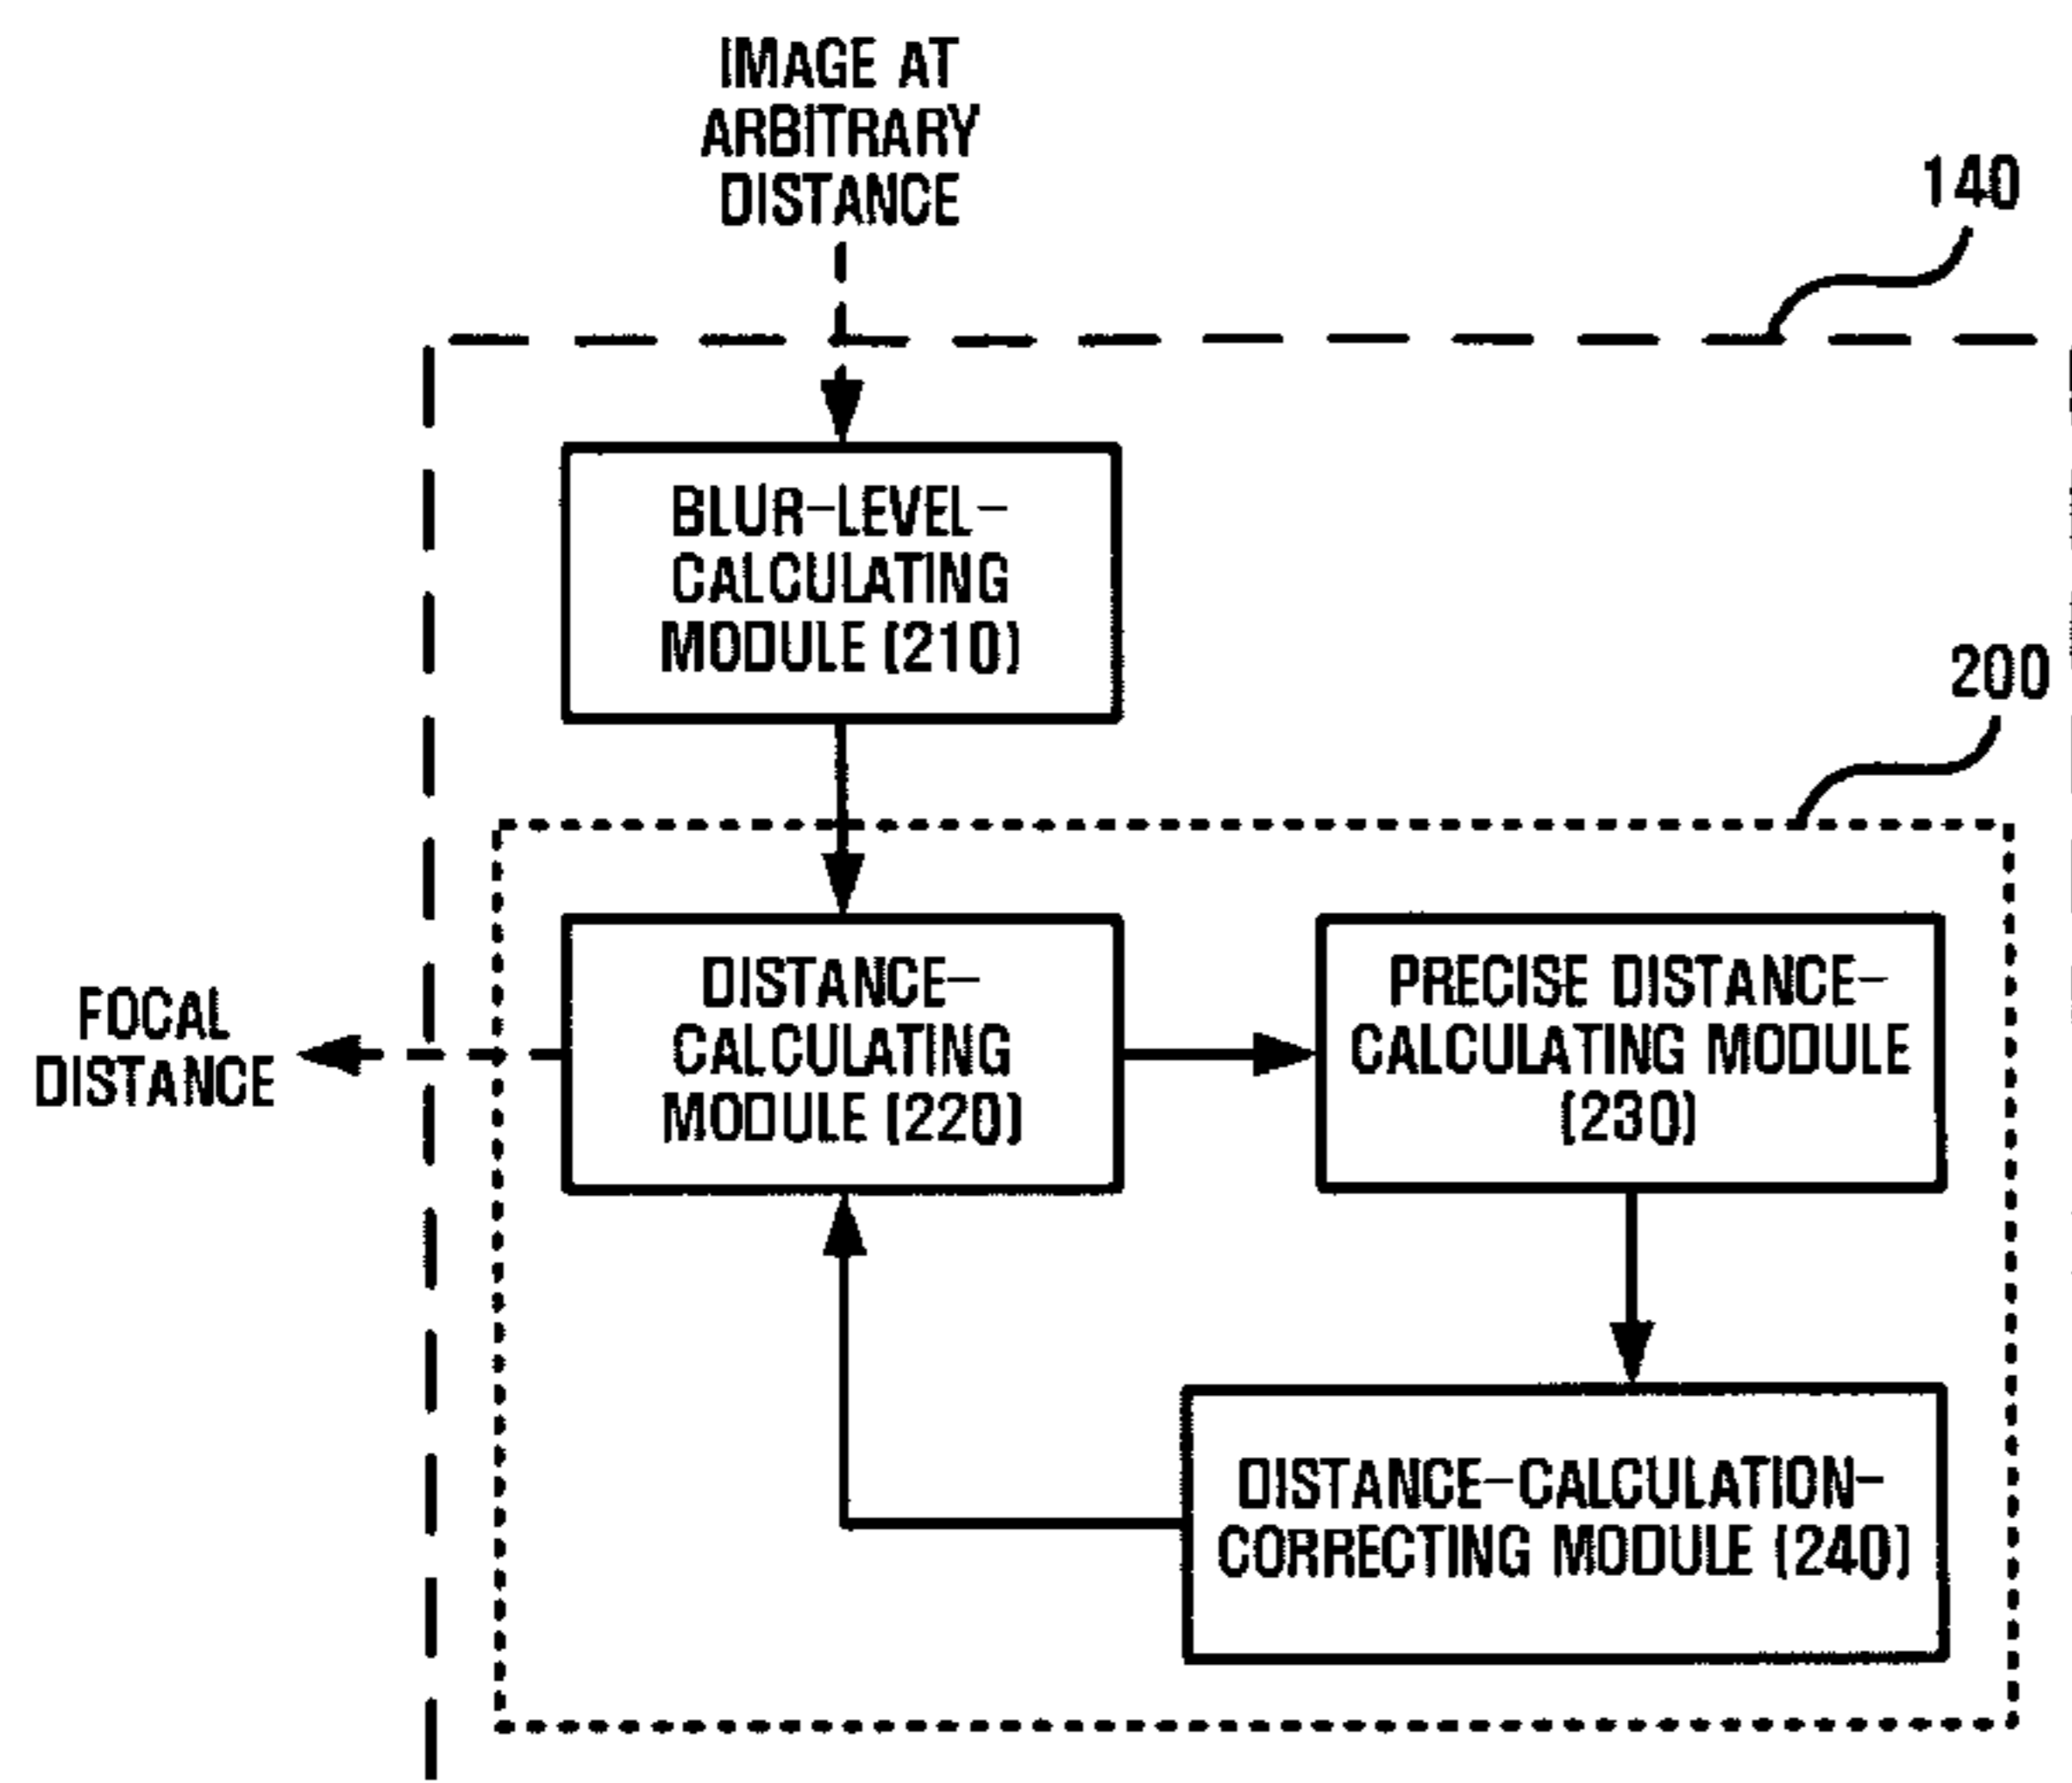 IMAGE AT
ARBITRARY
DISTANCE
140
BLUR-LEVEL-
CALCULATING
MODULE (210)
200
FOCAL
DISTANCE
DISTANCE-
CALCULATING
MODULE (220)
PRECISE DISTANCE-
CALCULATING MODULE
(230)
DISTANCE-CALCULATION-
CORRECTING MODULE (240)